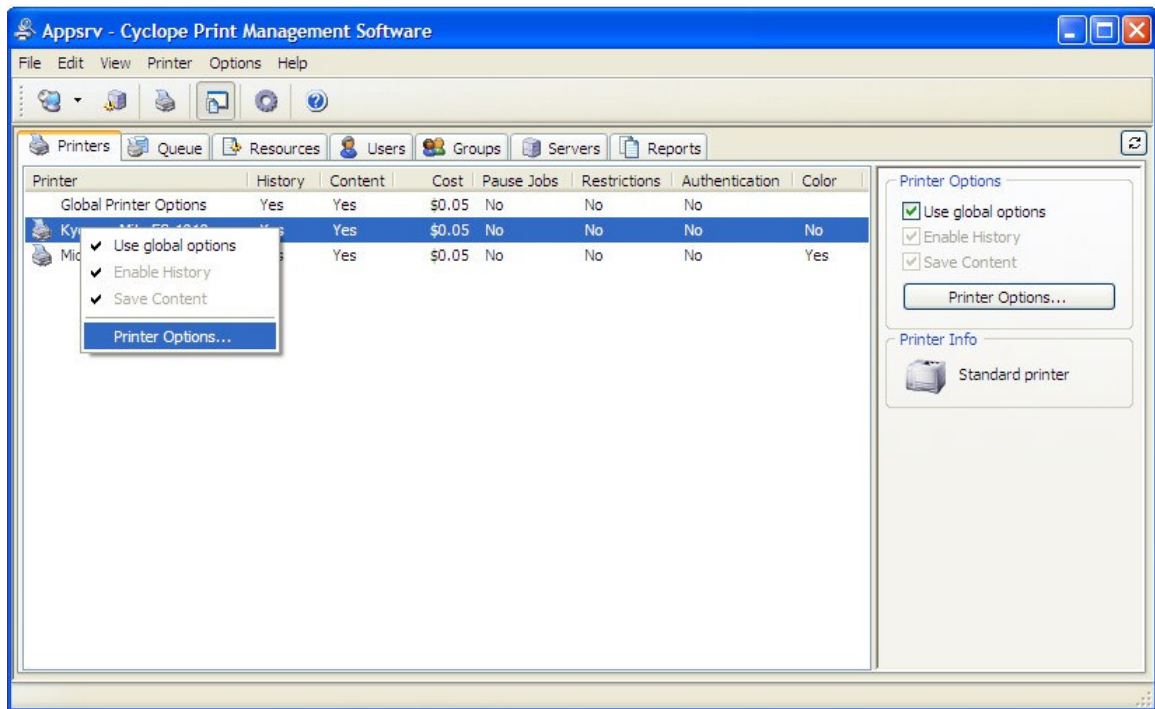 Appsrv - Cyclope Print Management Software
File Edit View Printer Options Help
Printers Queue Resources Users Groups Servers Reports
Printer History Content Cost Pause Jobs Restrictions Authentication Color
Global Printer Options Yes Yes $0.05 No No No
Yes $0.05 No No No No
Yes $0.05 No No No Yes
Use global options
Enable History
Save Content
Printer Options...
Printer Options
Use global options
Enable History
Save Content
Printer Options...
Printer Info
Standard printer